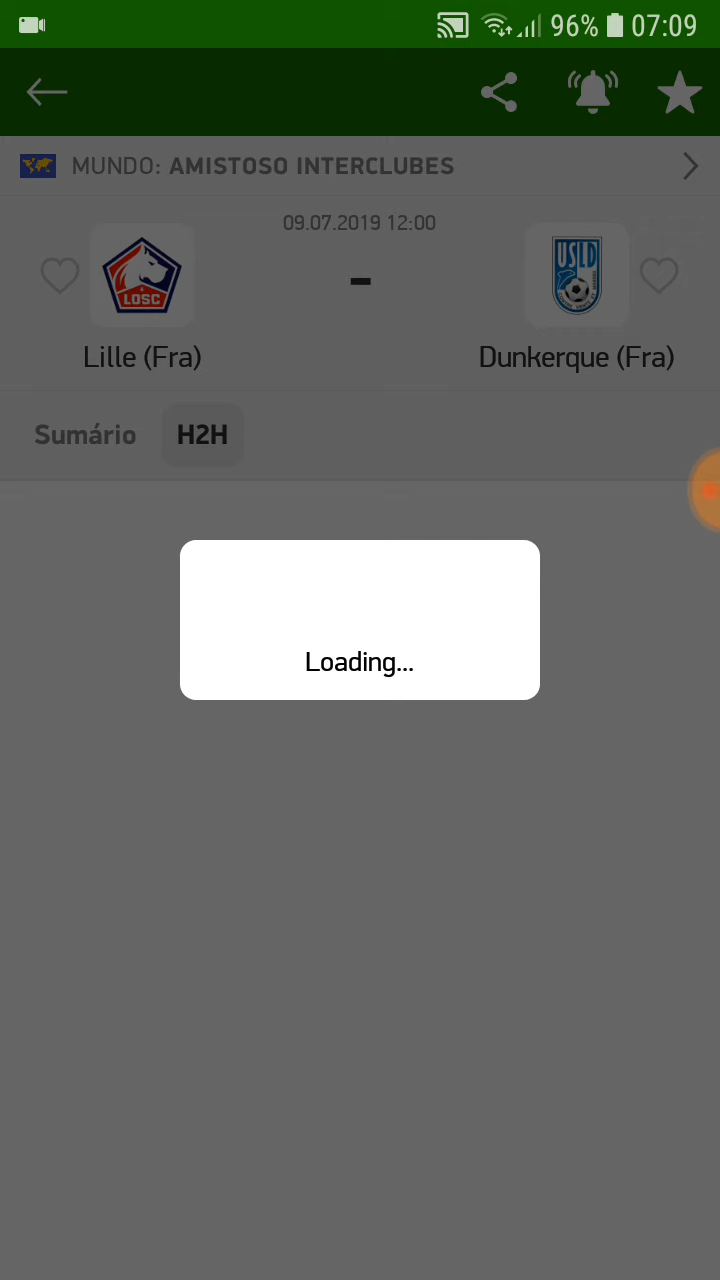 96% 07:09
MUNDO: AMISTOSO INTERCLUBES
09.07.2019 12:00
LOSC
USLD
-
Lille (Fra)
Dunkerque (Fra)
Sumário H2H
Loading...